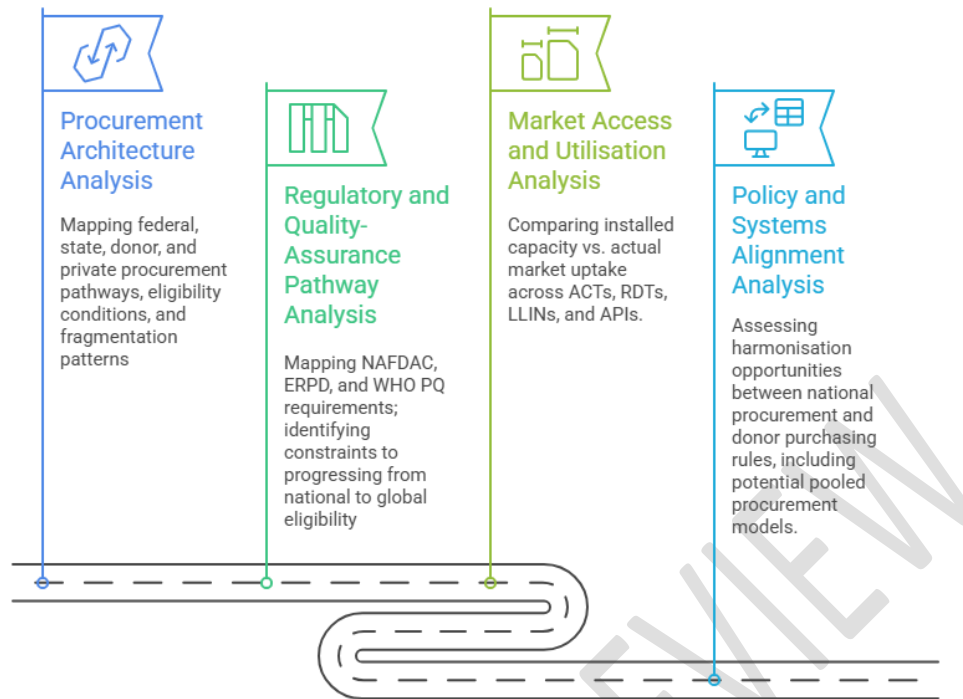 Procurement
Architecture
Analysis
Mapping federal,
state, donor, and
private procurement
pathways, eligibility
conditions, and
fragmentation
patterns
Regulatory and
Quality-
Assurance
Pathway
Analysis
Mapping NAFDAC,
ERPD, and WHO PQ
requirements;
identifying
constraints to
progressing from
national to global
eligibility
Market Access
and Utilisation
Analysis
Comparing installed
capacity vs. actual
market uptake
across ACTs, RDTs,
LLINs, and APIs.
Policy and
Systems
Alignment
Analysis
Assessing
harmonisation
opportunities
between national
procurement and
donor purchasing
rules, including
potential pooled
procurement
models.
EVIEW